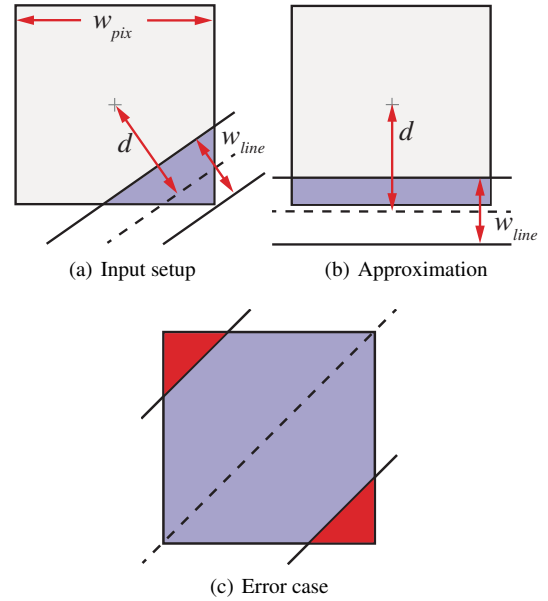 w_pix
d
w_line
d
w_line
(a) Input setup
(b) Approximation
(c) Error case